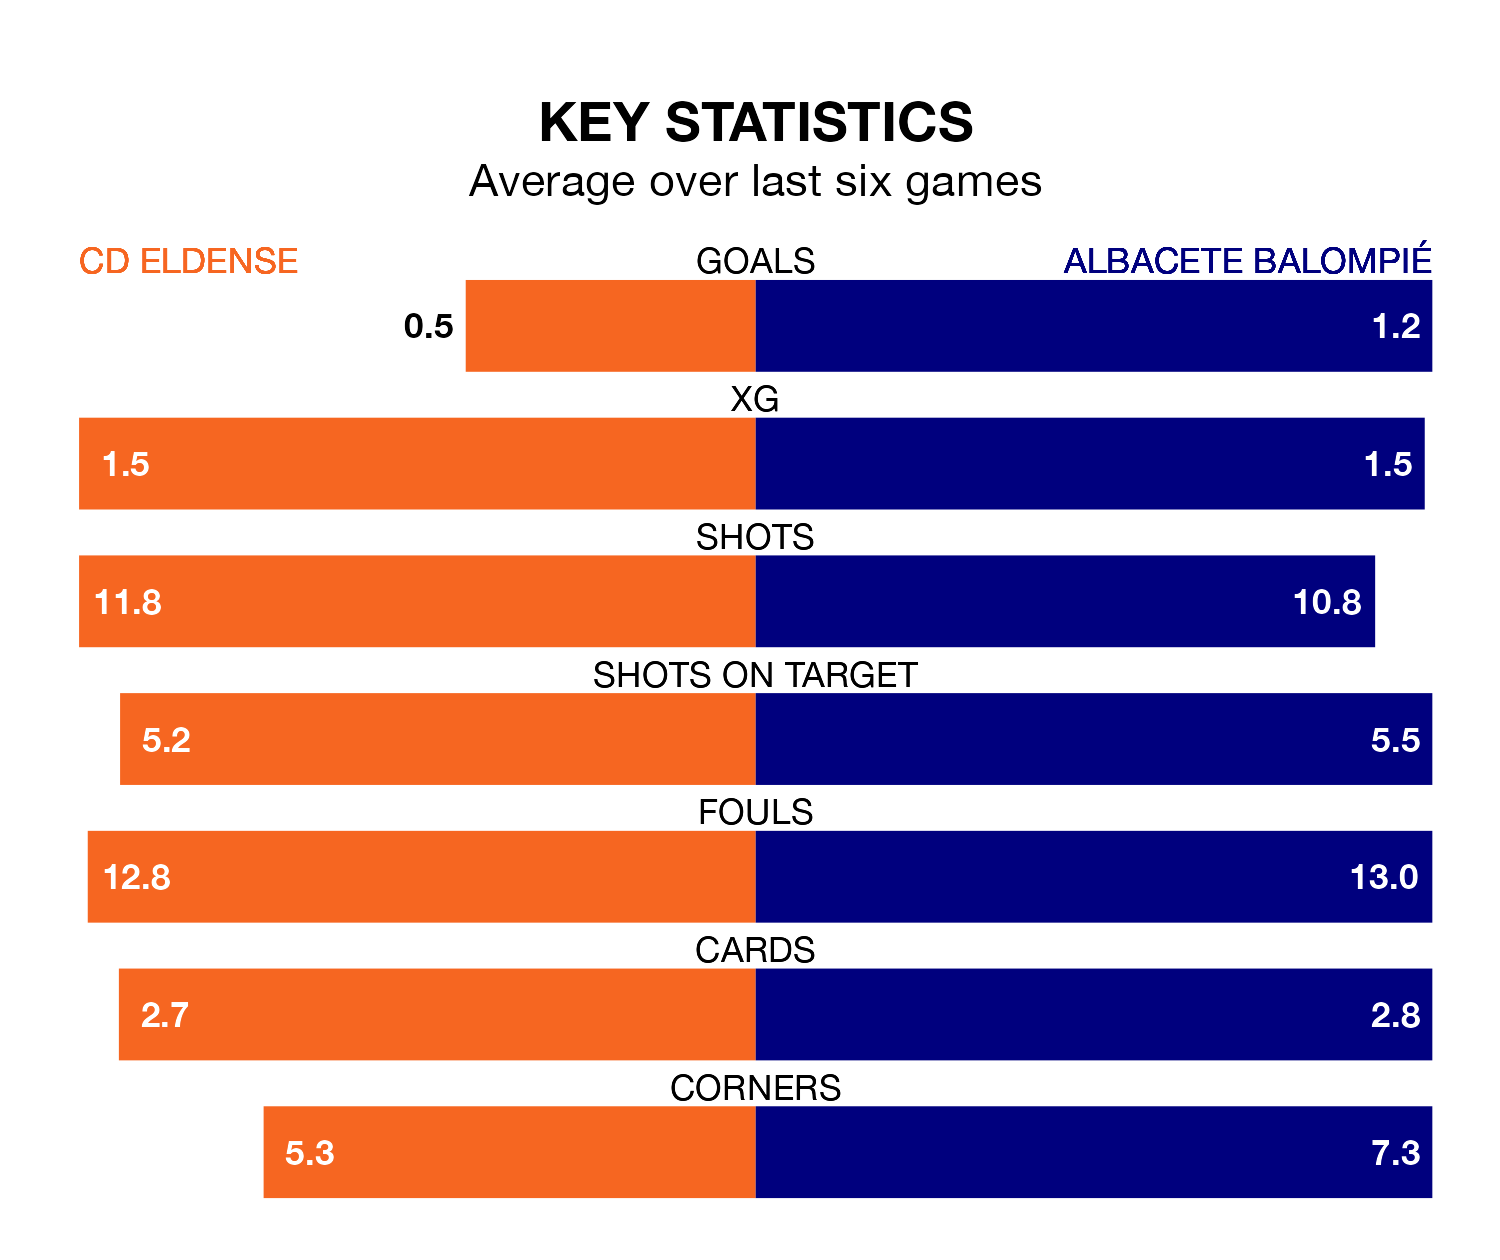 KEY STATISTICS
Average over last six games
CD ELDENSE GOALS ALBACETE BALOMPIÉ
0.5 1.2
XG
1.5 1.5
SHOTS
11.8 10.8
SHOTS ON TARGET
5.2 5.5
FOULS
12.8 13.0
CARDS
2.7 2.8
CORNERS
5.3 7.3